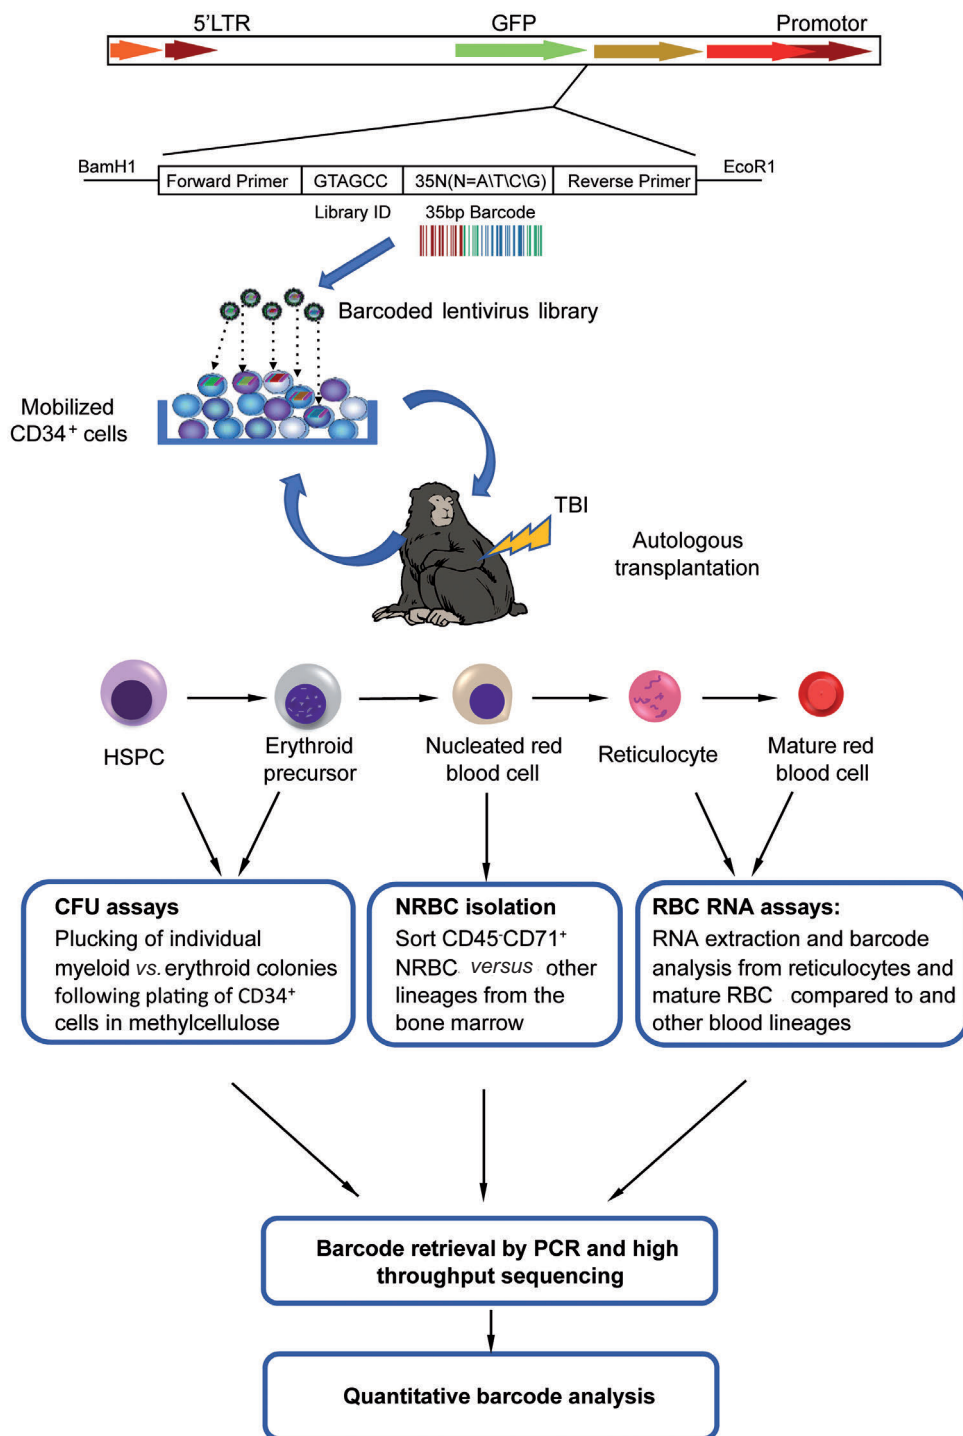 5'LTR GFP Promotor
BamH1 EcoR1
Forward Primer GTAGCC 35N(N=A\T\C\G) Reverse Primer
Library ID 35bp Barcode
Barcoded lentivirus library
Mobilized
CD34+ cells
TBI
Autologous
transplantation
HSPC
Erythroid
precursor
Nucleated red
blood cell
Reticulocyte
Mature red
blood cell
CFU assays
Plucking of individual
myeloid vs. erythroid colonies
following plating of CD34+
cells in methylcellulose
NRBC isolation
Sort CD45-CD71+
NRBC versus other
lineages from the
bone marrow
RBC RNA assays:
RNA extraction and barcode
analysis from reticulocytes and
mature RBC compared to and
other blood lineages
Barcode retrieval by PCR and high
throughput sequencing
Quantitative barcode analysis